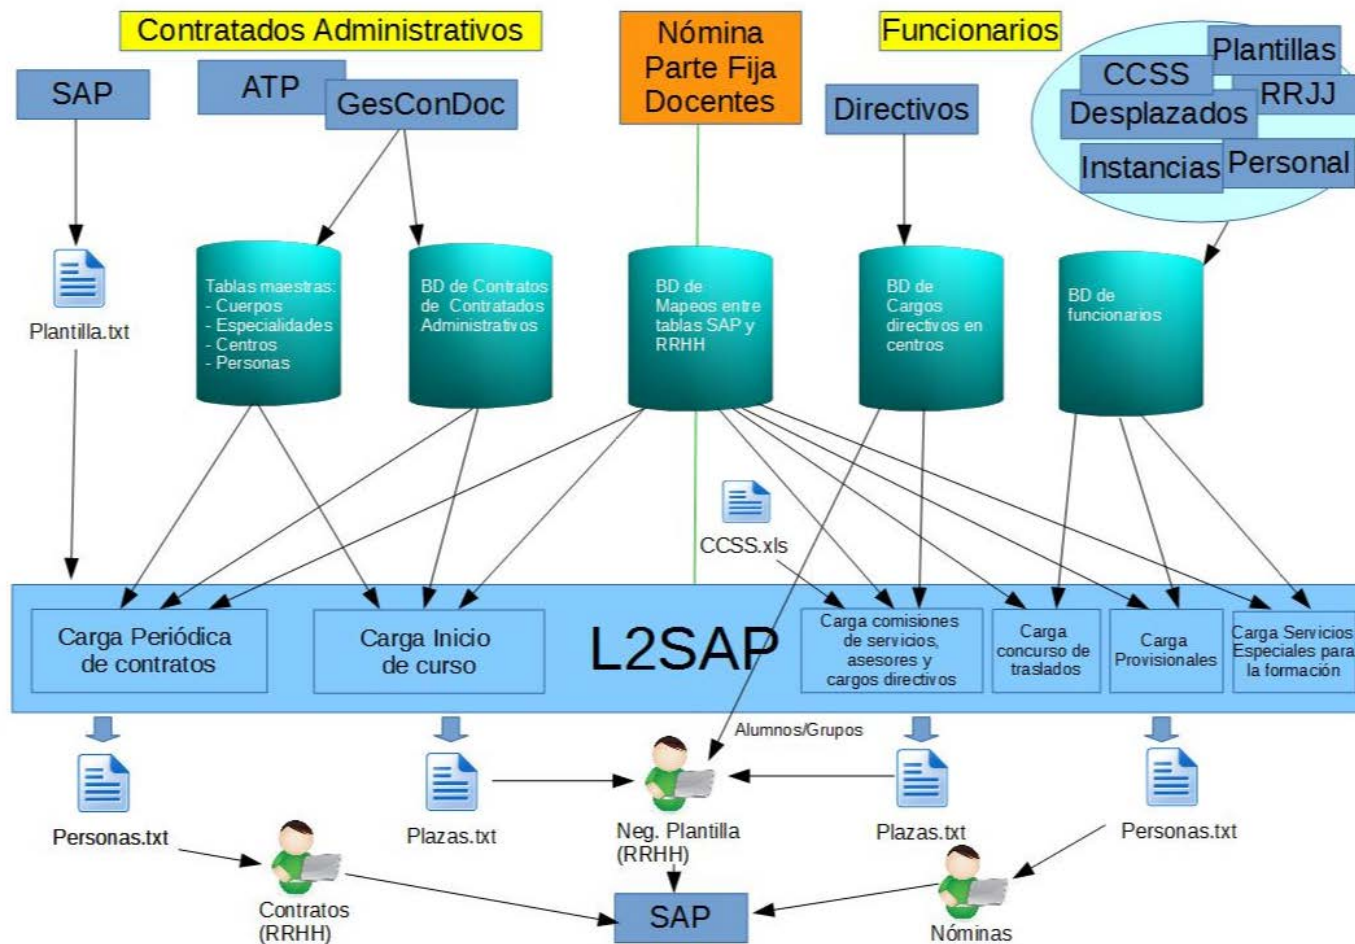 Contratados Administrativos
Nómina
Parte Fija
Docentes
Funcionarios
SAP
ATP
GesConDoc
Directivos
Plantillas
CCSS
RRJJ
Desplazados
Instancias
Personal
Plantilla.txt
Tablas maestras:
- Cuerpos
- Especialidades
- Centros
- Personas
BD de Contratos
de Contratados
Administrativos
BD de
Mapeos entre
tablas SAP y
RRHH
BD de
Cargos
directivos en
centros
BD de
funcionarios
CCSS.xls
Carga Periódica
de contratos
Carga Inicio
de curso
L2SAP
Carga comisiones
de servicios,
asesores y
cargos directivos
Carga
concurso de
traslados
Carga
Provisionales
Carga Servicios
Especiales para
la formación
Alumnos/Grupos
Personas.txt
Plazas.txt
Neg. Plantilla
(RRHH)
Plazas.txt
Personas.txt
Contratos
(RRHH)
SAP
Nóminas